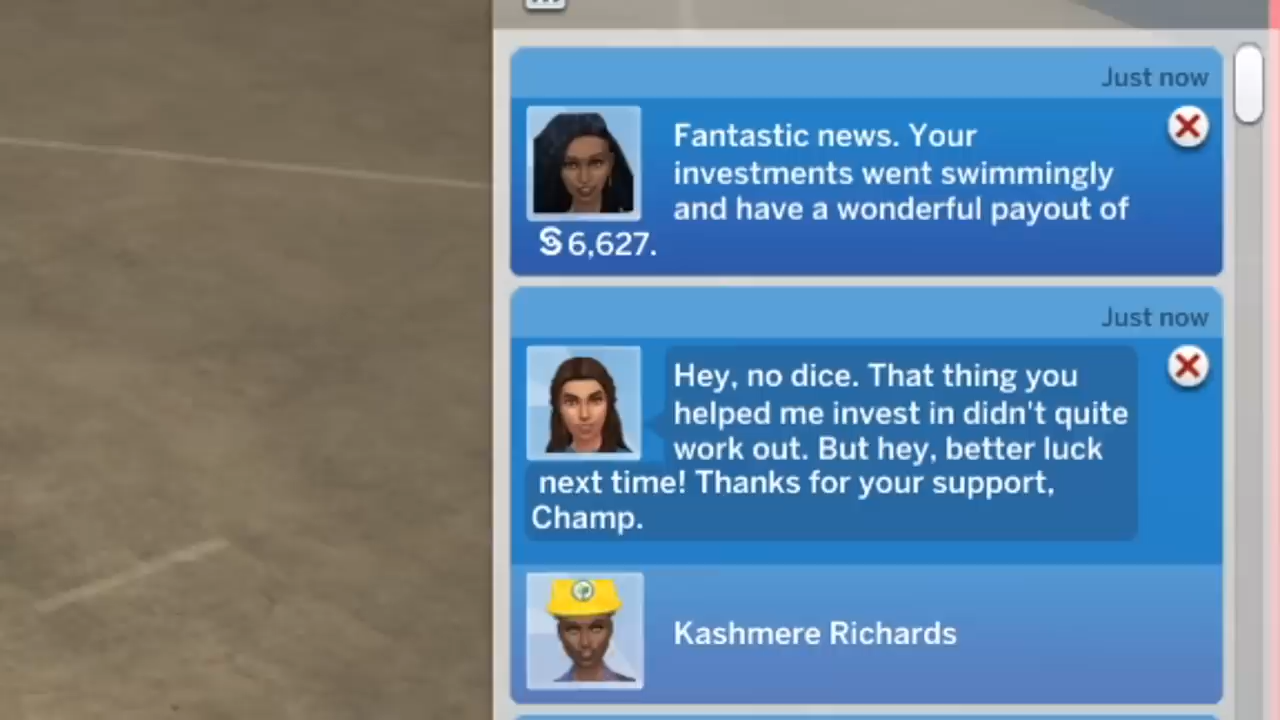 Just now
Fantastic news. Your
investments went swimmingly
and have a wonderful payout of
§6,627.
Just now
Hey, no dice. That thing you
helped me invest in didn't quite
work out. But hey, better luck
next time! Thanks for your support,
Champ.
Kashmere Richards